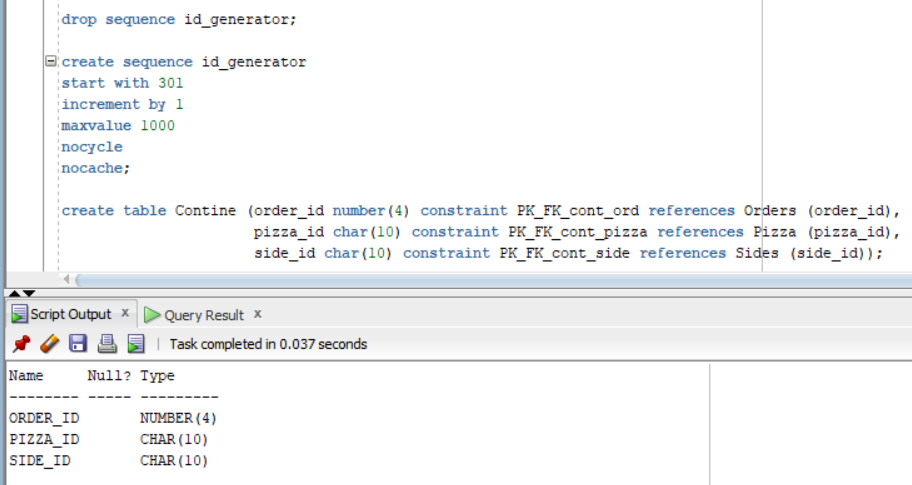 drop sequence id_generator;
create sequence id_generator
start with 301
increment by 1
maxvalue 1000
nocycle
nocache;
create table Contine (order_id number(4) constraint PK_FK_cont_ord references Orders (order_id),
pizza_id char(10) constraint PK_FK_cont_pizza references Pizza (pizza_id),
side_id char(10) constraint PK_FK_cont_side references Sides (side_id));
Script Output x Query Result x
Task completed in 0.037 seconds
Name Null? Type
-------- ----- ---------
ORDER_ID NUMBER(4)
PIZZA_ID CHAR(10)
SIDE_ID CHAR(10)